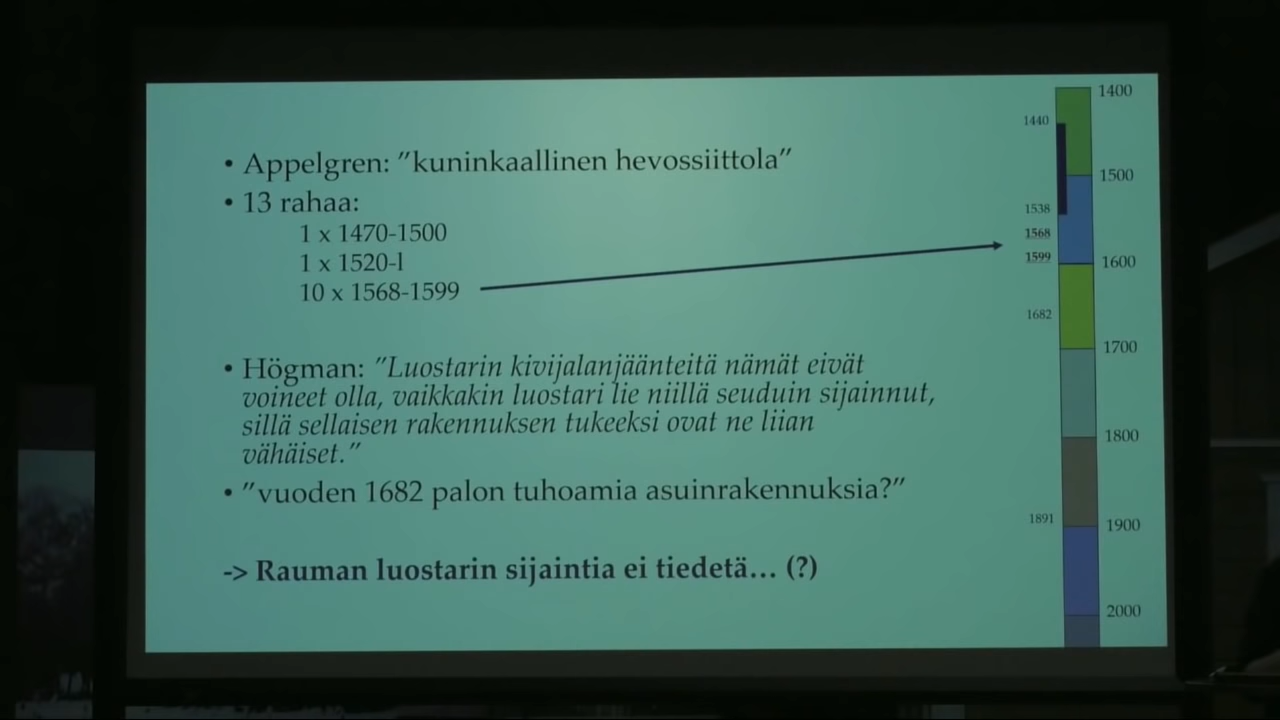 • Appelgren: ”kuninkaallinen hevossiittola”
• 13 rahaa:
1 x 1470-1500
1 x 1520-l
10 x 1568-1599
• Högman: ”Luostarin kivijalanjäänteitä nämät eivät
voineet olla, vaikkakin luostari lie niillä seuduin sijainnut,
sillä sellaisen rakennuksen tukeeksi ovat ne liian
vähäiset.”
• ”vuoden 1682 palon tuhoamia asuinrakennuksia?”
-> Rauman luostarin sijaintia ei tiedetä... (?)
1400
1440
1500
1538
1568
1599
1600
1682
1700
1800
1891
1900
2000